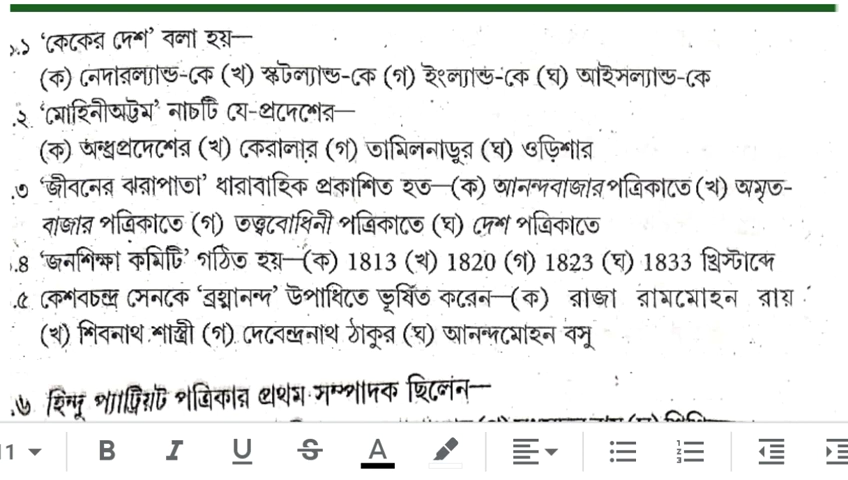 ১.১ ‘কেকের দেশ’ বলা হয়—
(ক) নেদারল্যান্ড-কে (খ) স্কটল্যান্ড-কে (গ) ইংল্যান্ড-কে (ঘ) আইসল্যান্ড-কে
.২ ‘মোহিনীঅট্টম’ নাচটি যে-প্রদেশের—
(ক) অন্ধ্রপ্রদেশের (খ) কেরালার (গ) তামিলনাড়ুর (ঘ) ওড়িশার
.৩ ‘জীবনের ঝরাপাতা’ ধারাবাহিক প্রকাশিত হত—(ক) আনন্দবাজার পত্রিকাতে (খ) অমৃত-
বাজার পত্রিকাতে (গ) তত্ত্ববোধিনী পত্রিকাতে (ঘ) দেশ পত্রিকাতে
.৪ ‘জনশিক্ষা কমিটি’ গঠিত হয়—(ক) 1813 (খ) 1820 (গ) 1823 (ঘ) 1833 খ্রিস্টাব্দে
.৫ কেশবচন্দ্র সেনকে ‘ব্রহ্মানন্দ’ উপাধিতে ভূষিত করেন—(ক) রাজা রামমোহন রায়
(খ) শিবনাথ শাস্ত্রী (গ) দেবেন্দ্রনাথ ঠাকুর (ঘ) আনন্দমোহন বসু
.৬ হিন্দু প্যাট্রিয়ট পত্রিকার প্রথম সম্পাদক ছিলেন—
11 B I U S A